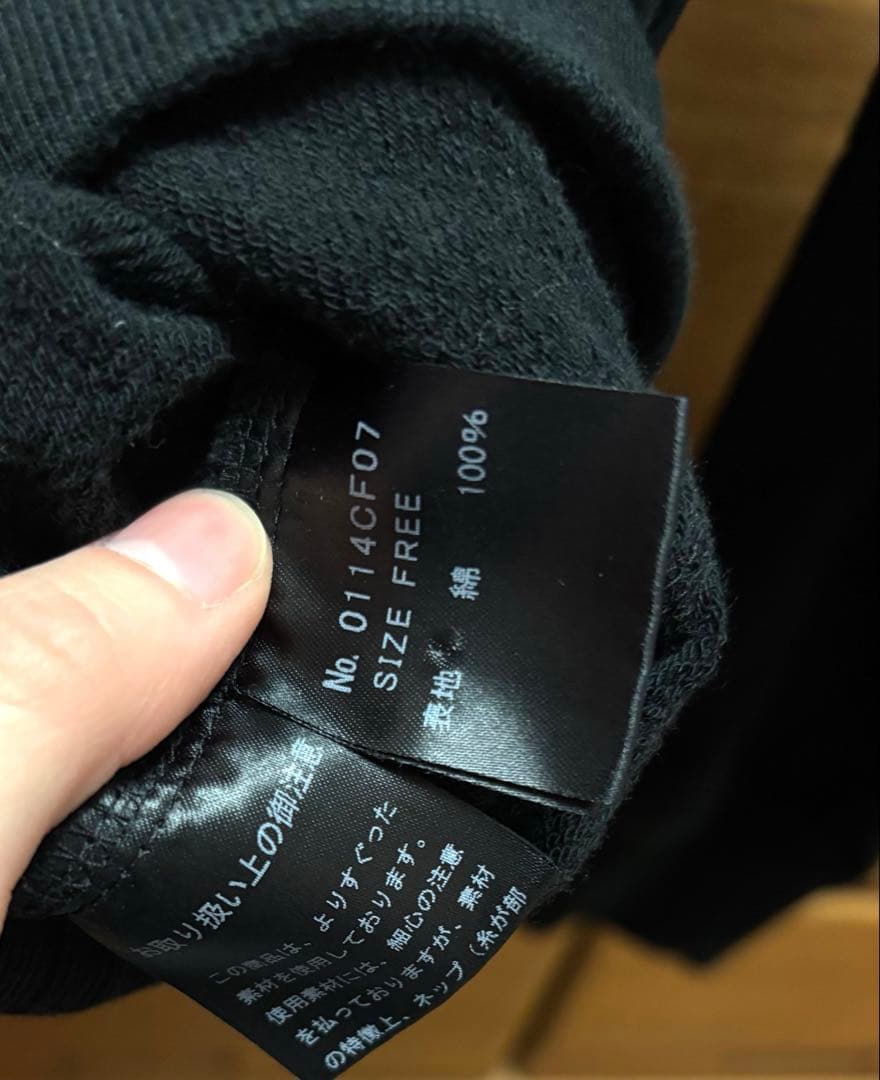 No. 0114CF07
SIZE FREE
表地 綿 100%
お取り扱い上の御注意
この商品は、よりすぐった
素材を使用しております。
使用素材には、細心の注意
を払っておりますが、素材
の特徴上、ネップ（糸が部